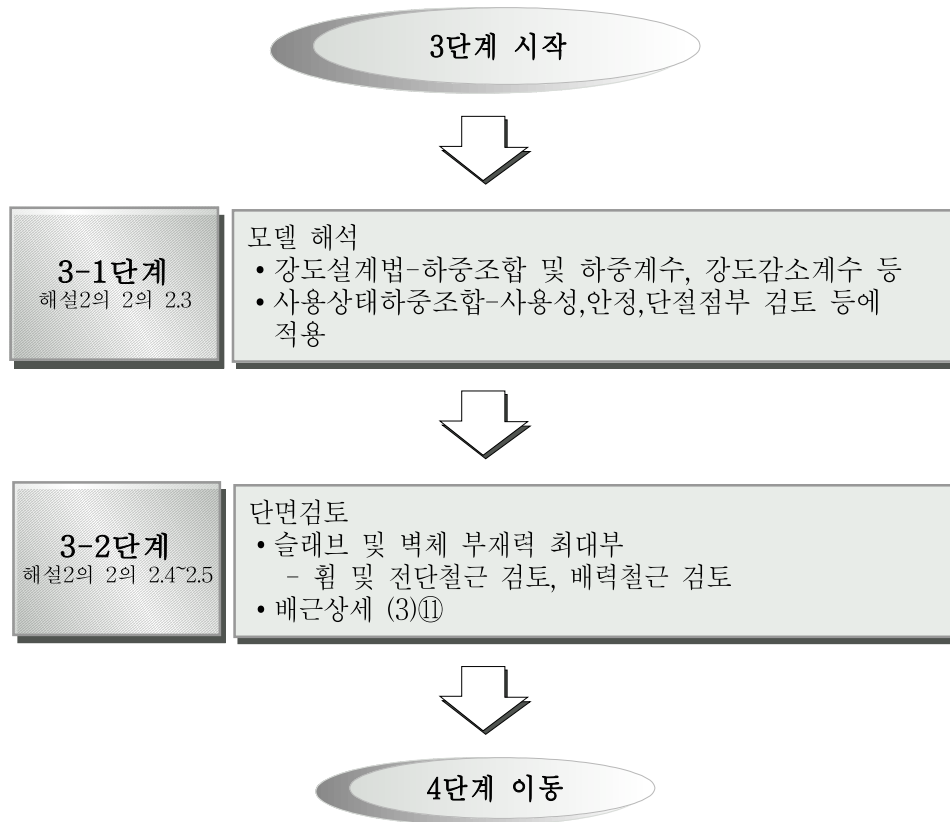 3단계 시작
3-1단계
해설2의 2의 2.3
모델 해석
• 강도설계법-하중조합 및 하중계수, 강도감소계수 등
• 사용상태하중조합-사용성,안정,단절점부 검토 등에
적용
3-2단계
해설2의 2의 2.4~2.5
단면검토
• 슬래브 및 벽체 부재력 최대부
- 휨 및 전단철근 검토, 배력철근 검토
• 배근상세 (3)⑪
4단계 이동